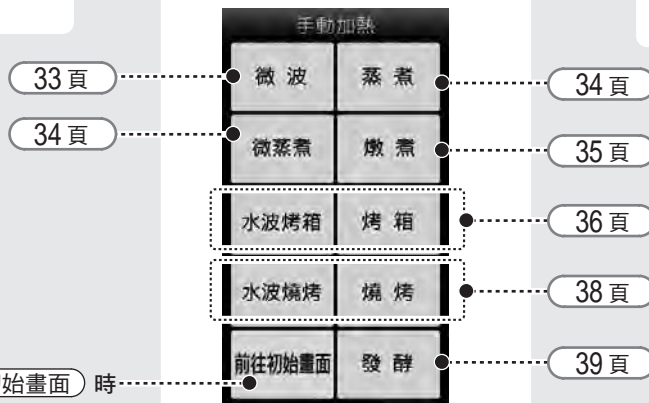 手動加熱
33 頁
微 波
蒸 煮
34 頁
34 頁
微蒸煮
燉 煮
35 頁
水波烤箱
烤 箱
36 頁
水波燒烤
燒 烤
38 頁
前往初始畫面
發 酵
39 頁
始畫面 時